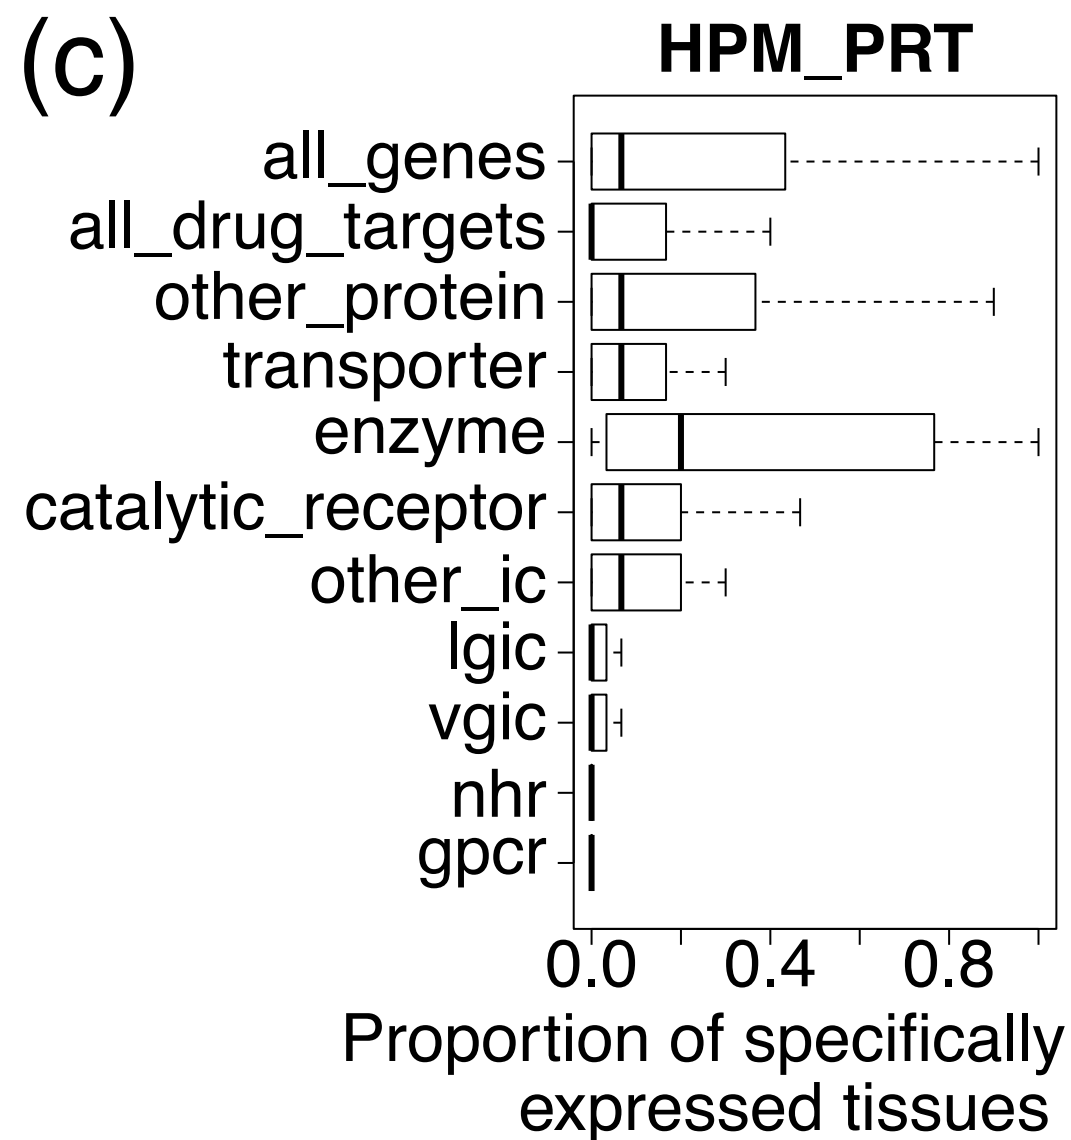 (c)
HPM_PRT
all_genes
all_drug_targets
other_protein
transporter
enzyme
catalytic_receptor
other_ic
lgic
vgic
nhr
gpcr
0.0 0.4 0.8
Proportion of specifically
expressed tissues